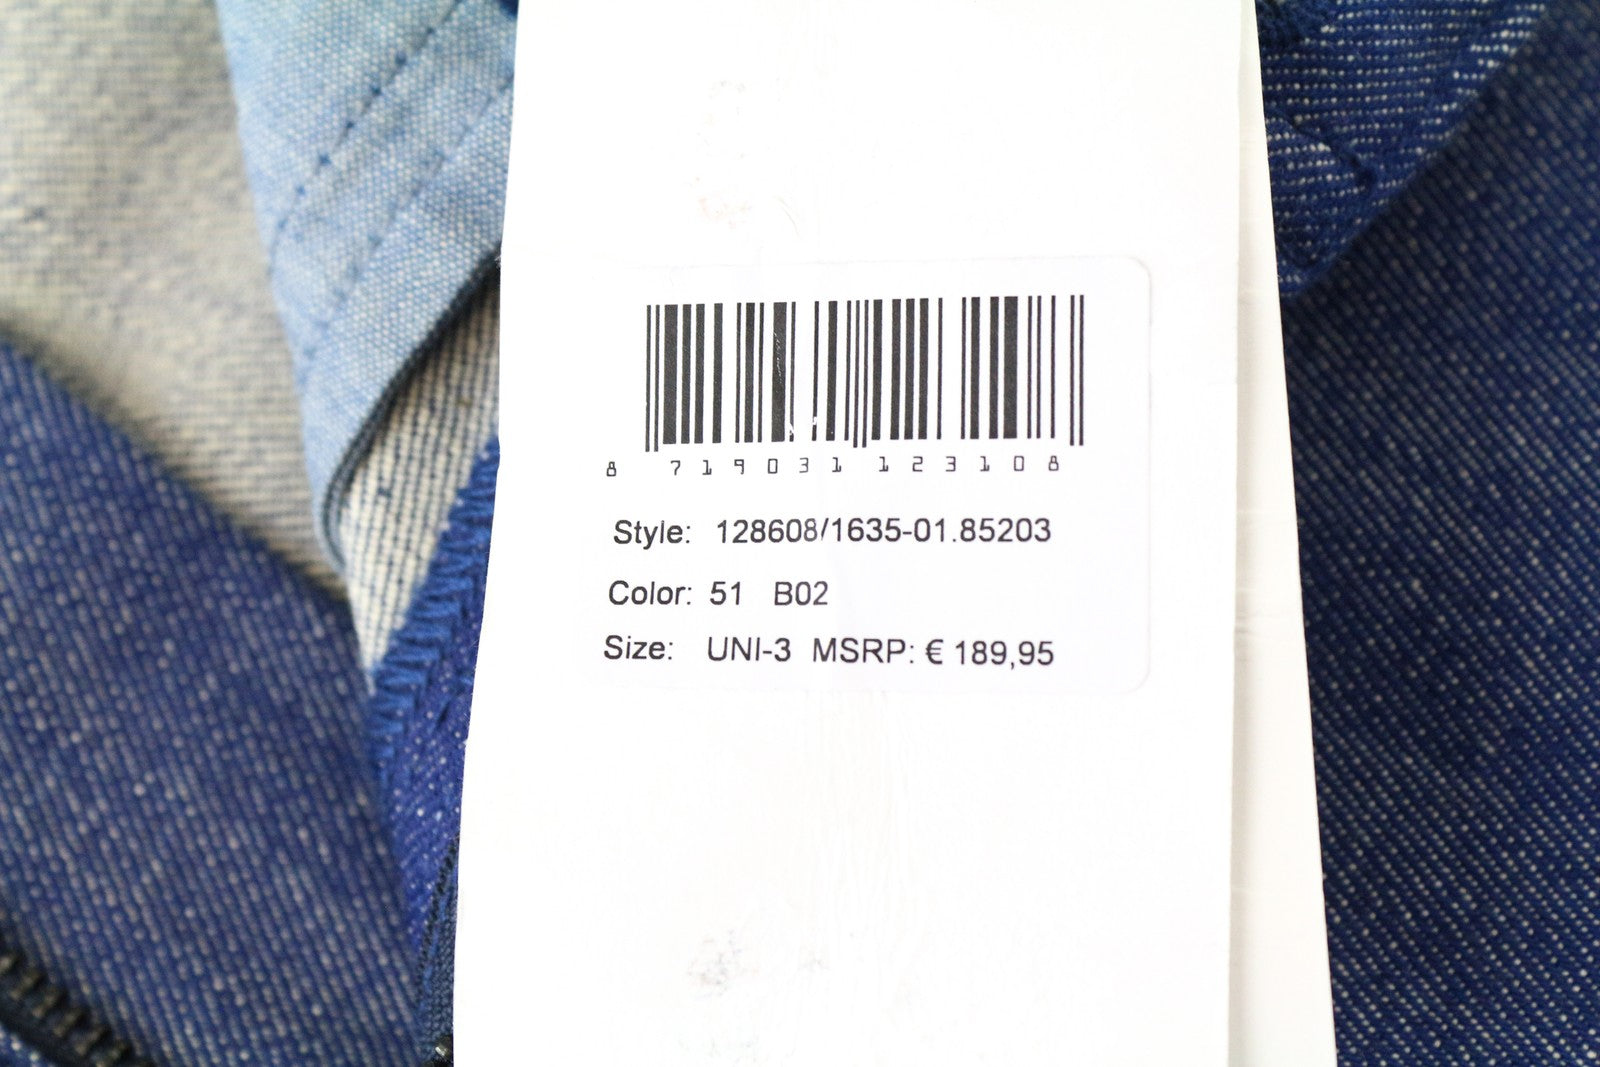 8 719031 123108
Style: 128608/1635-01.85203
Color: 51 B02
Size: UNI-3 MSRP: € 189,95